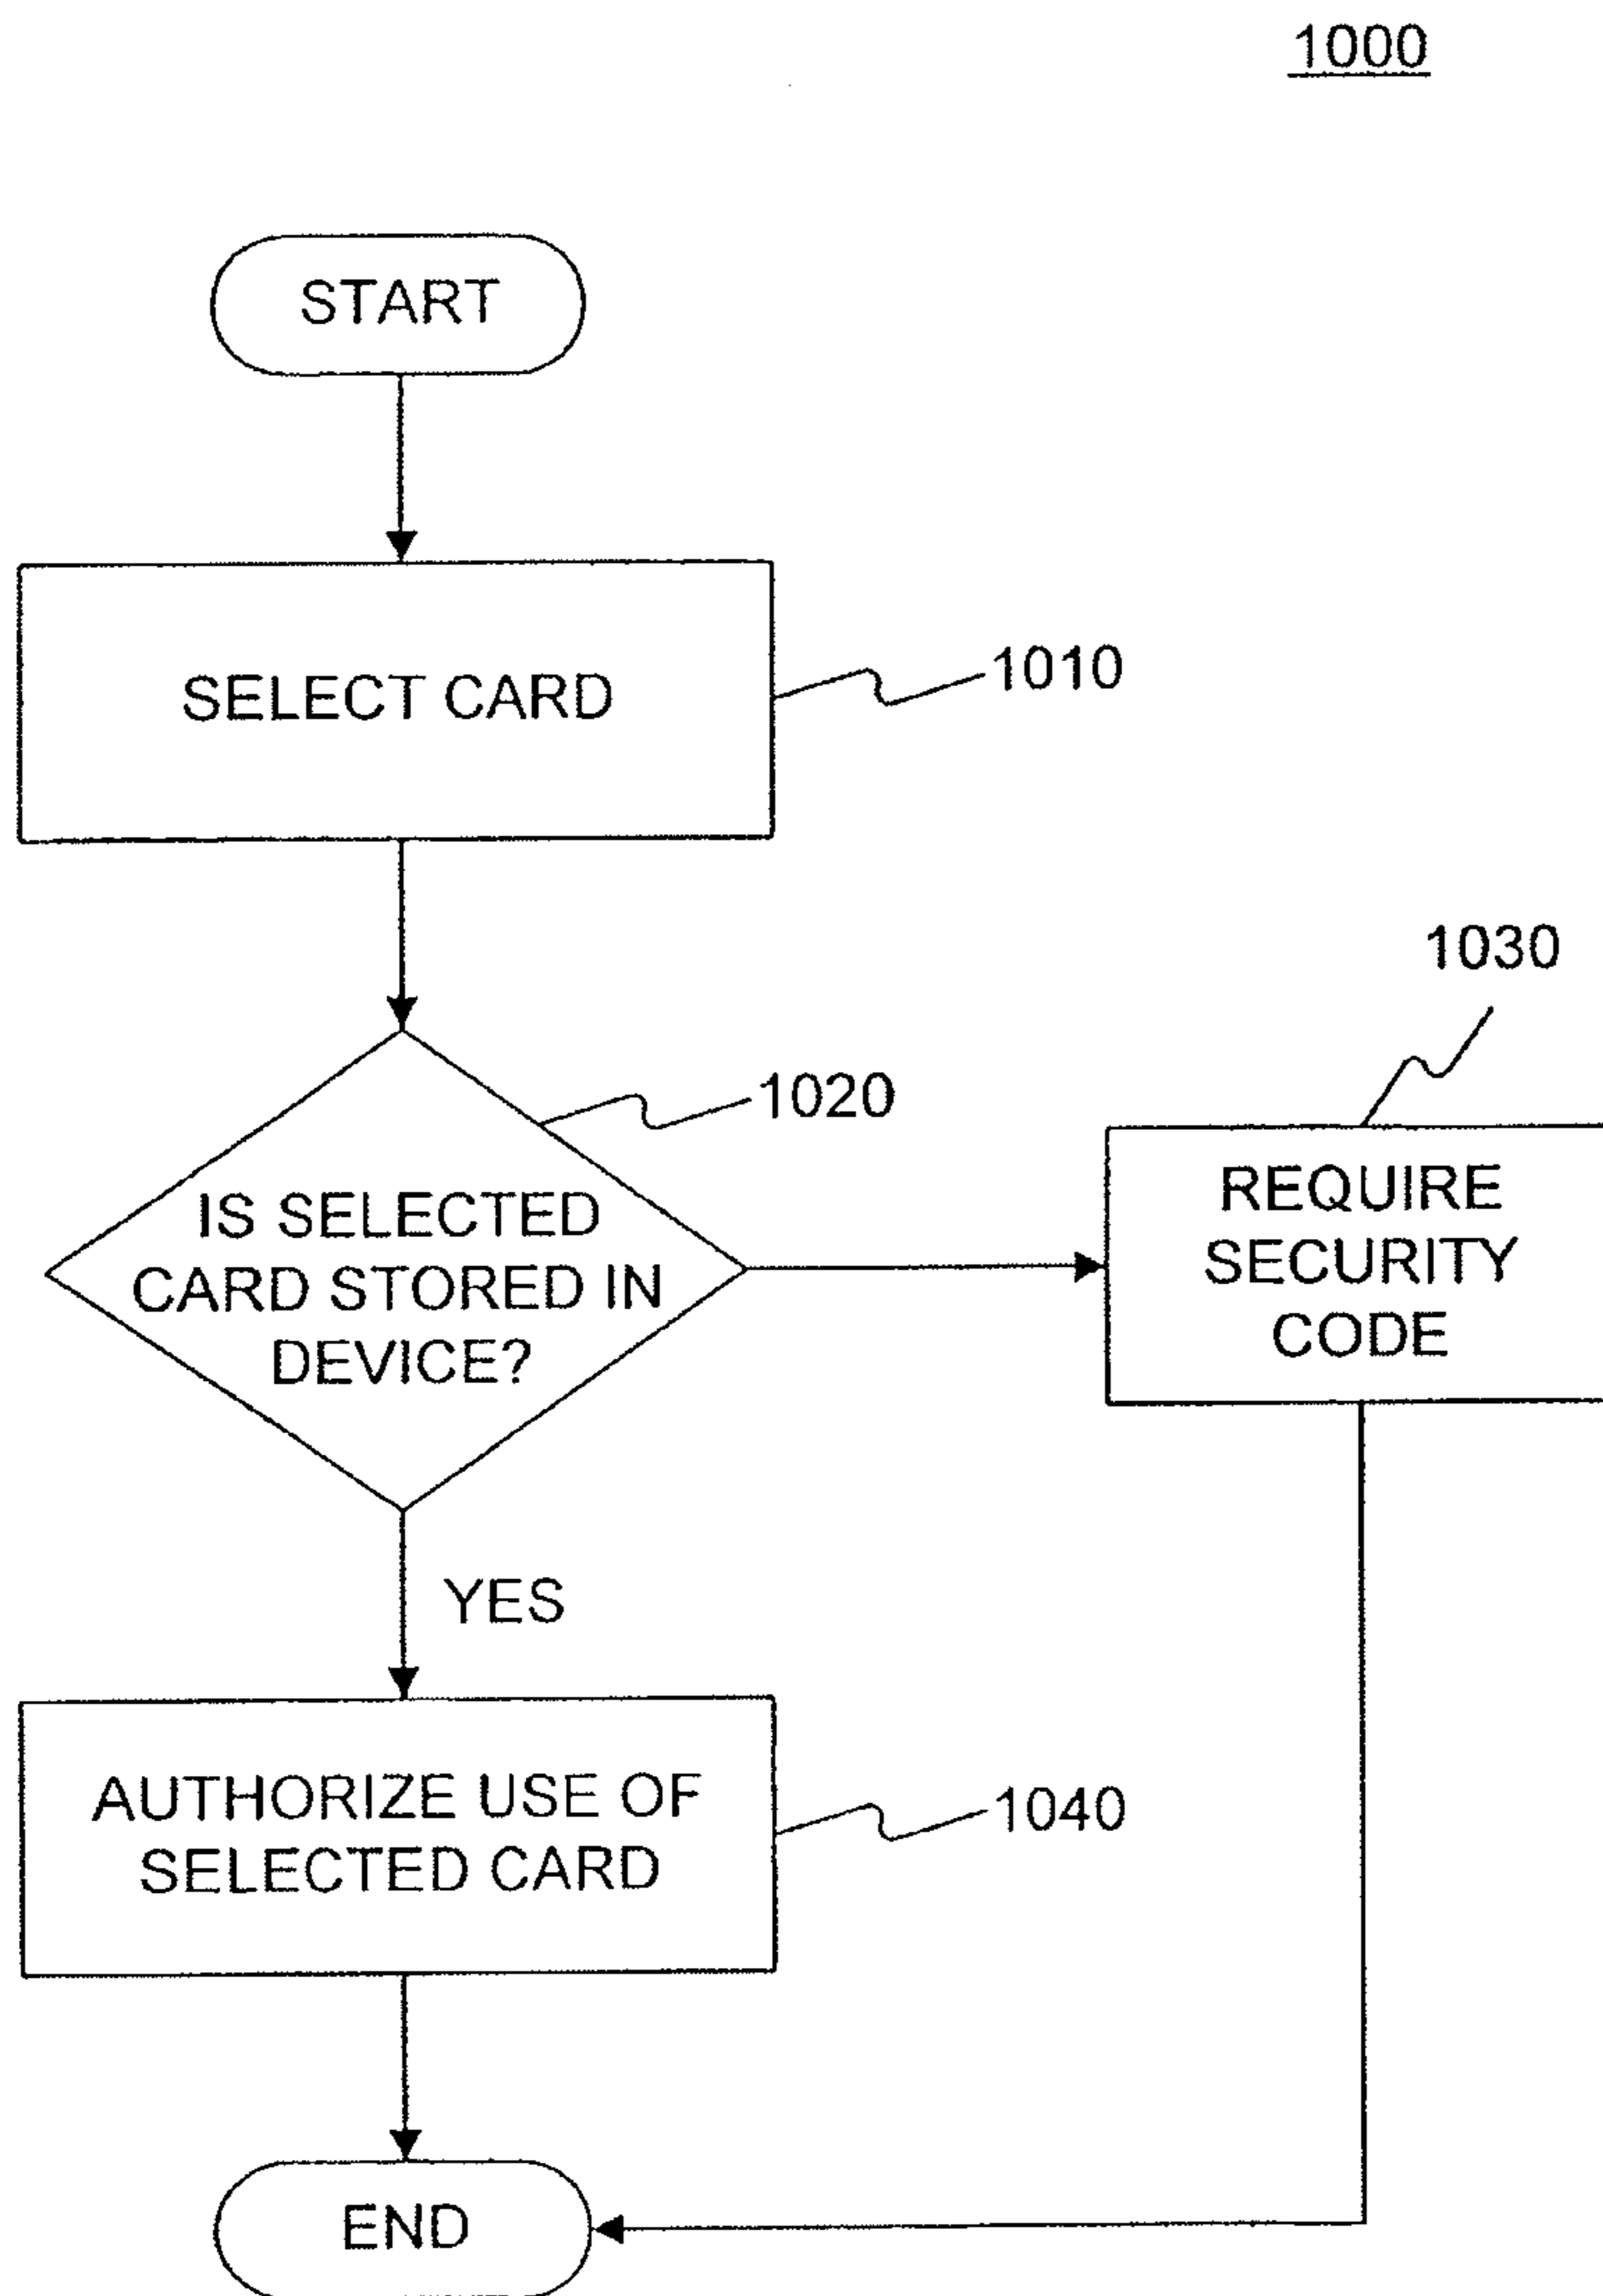 1000
START
SELECT CARD
1010
1030
1020
IS SELECTED
CARD STORED IN
DEVICE?
REQUIRE
SECURITY
CODE
YES
AUTHORIZE USE OF
SELECTED CARD
1040
END